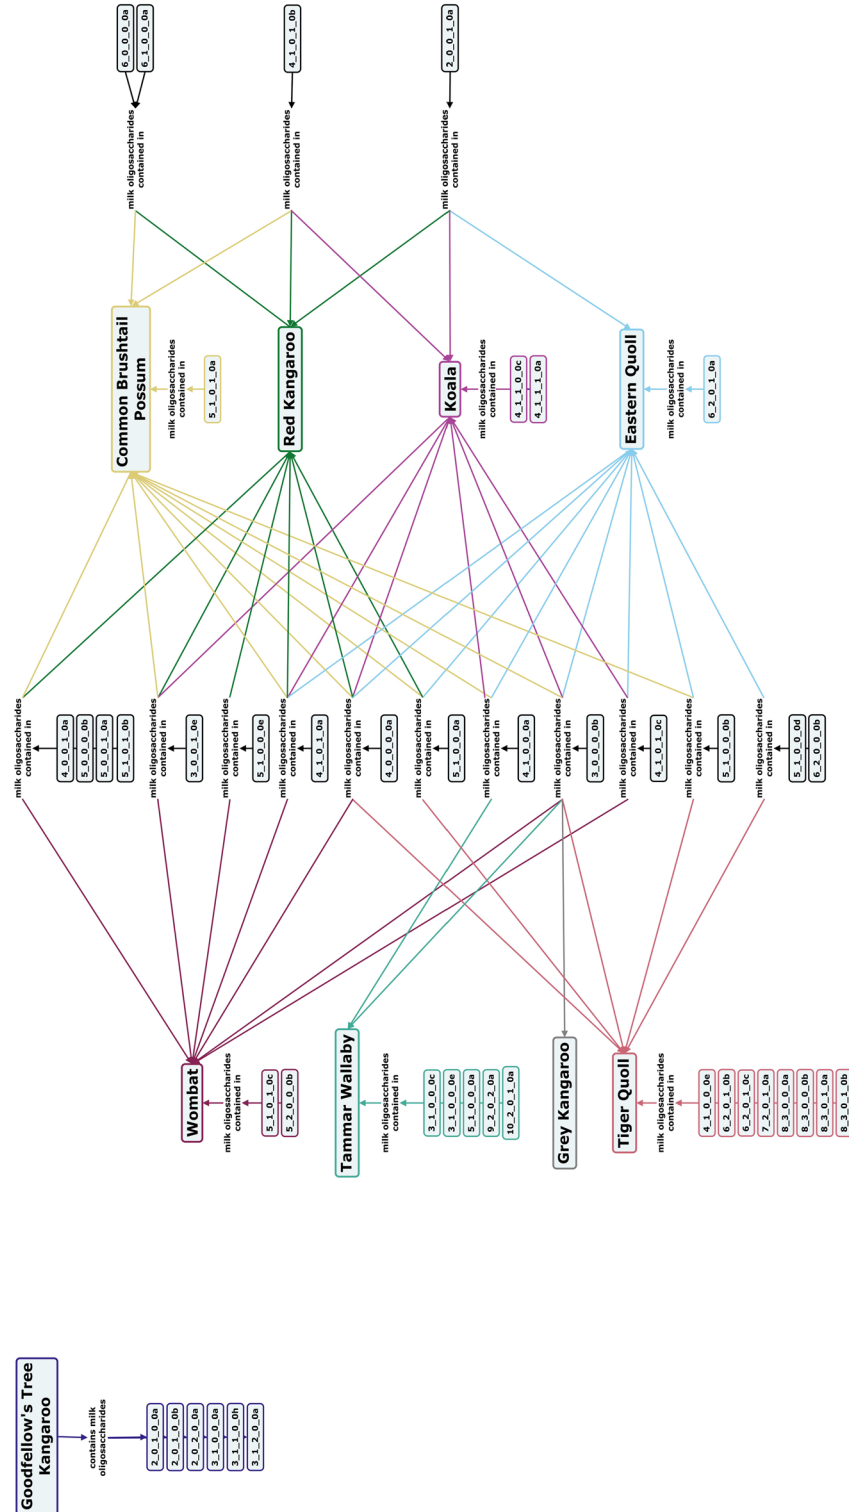 6_0_0_0_0a
6_1_0_0_0a
4_1_0_1_0b
2_0_0_1_0a
milk oligosaccharides
contained in
milk oligosaccharides
contained in
milk oligosaccharides
contained in
Common Brushtail
Possum
milk oligosaccharides
contained in
5_1_0_1_0a
Red Kangaroo
Koala
milk oligosaccharides
contained in
4_1_1_0_0c
4_1_1_1_0a
Eastern Quoll
milk oligosaccharides
contained in
6_2_0_1_0a
milk oligosaccharides
contained in
4_0_0_1_0a
5_0_0_0_0b
5_0_0_1_0a
5_1_0_1_0b
milk oligosaccharides
contained in
3_0_0_1_0e
milk oligosaccharides
contained in
5_1_0_0_0e
milk oligosaccharides
contained in
4_1_0_1_0a
milk oligosaccharides
contained in
4_0_0_0_0a
milk oligosaccharides
contained in
5_1_0_0_0a
milk oligosaccharides
contained in
4_1_0_0_0a
milk oligosaccharides
contained in
3_0_0_0_0b
milk oligosaccharides
contained in
4_1_0_1_0c
milk oligosaccharides
contained in
5_1_0_0_0b
milk oligosaccharides
contained in
5_1_0_0_0d
6_2_0_0_0b
Wombat
milk oligosaccharides
contained in
5_1_0_1_0c
5_2_0_0_0b
Tammar Wallaby
milk oligosaccharides
contained in
3_1_0_0_0c
3_1_0_0_0e
5_1_0_0_0a
9_2_0_2_0a
10_2_0_1_0a
Grey Kangaroo
Tiger Quoll
milk oligosaccharides
contained in
4_1_0_0_0e
6_2_0_1_0b
6_2_0_1_0c
7_2_0_1_0a
8_3_0_0_0a
8_3_0_0_0b
8_3_0_1_0a
8_3_0_1_0b
Goodfellow's Tree
Kangaroo
contains milk
oligosaccharides
2_0_1_0_0a
2_0_1_0_0b
2_0_2_0_0a
3_1_0_0_0a
3_1_1_0_0h
3_1_2_0_0a